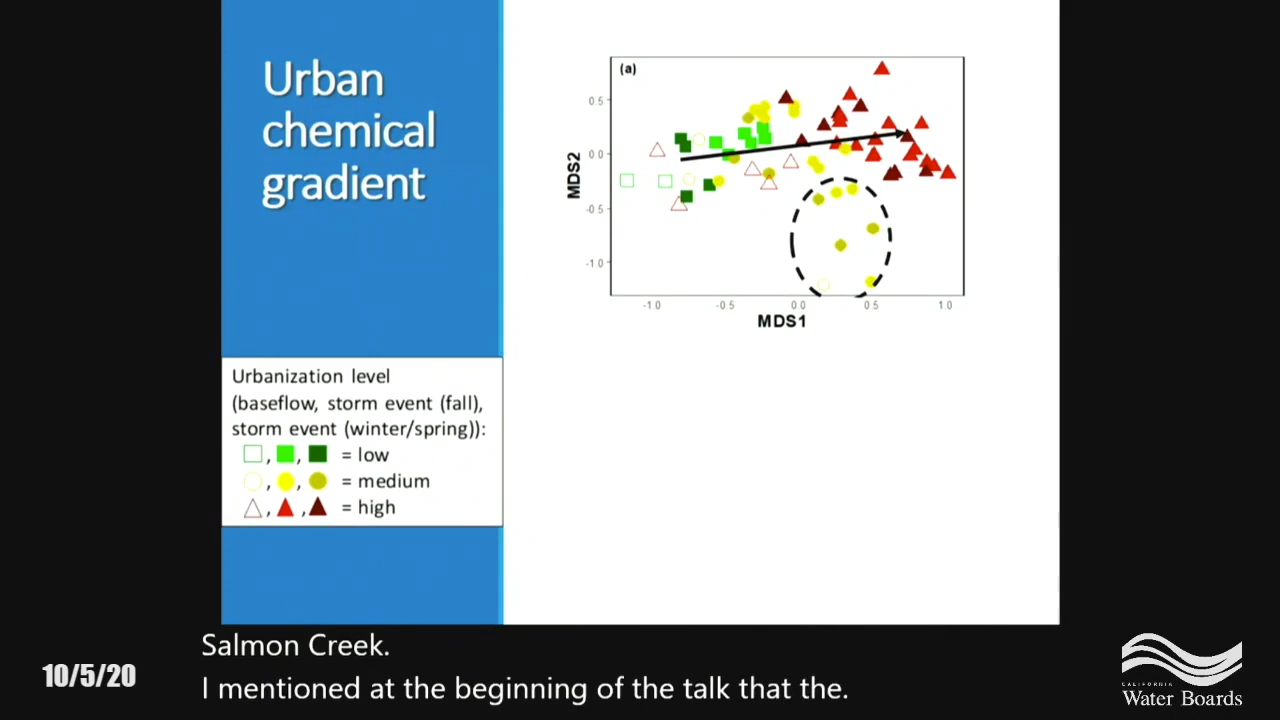 Urban
chemical
gradient
(a)
0.5
0.0
-0.5
-1.0
MDS2
-1.0 -0.5 0.0 0.5 1.0
MDS1
Urbanization level
(baseflow, storm event (fall),
storm event (winter/spring)):
, , = low
, , = medium
, , = high
Salmon Creek.
I mentioned at the beginning of the talk that the.
10/5/20
CALIFORNIA
Water Boards